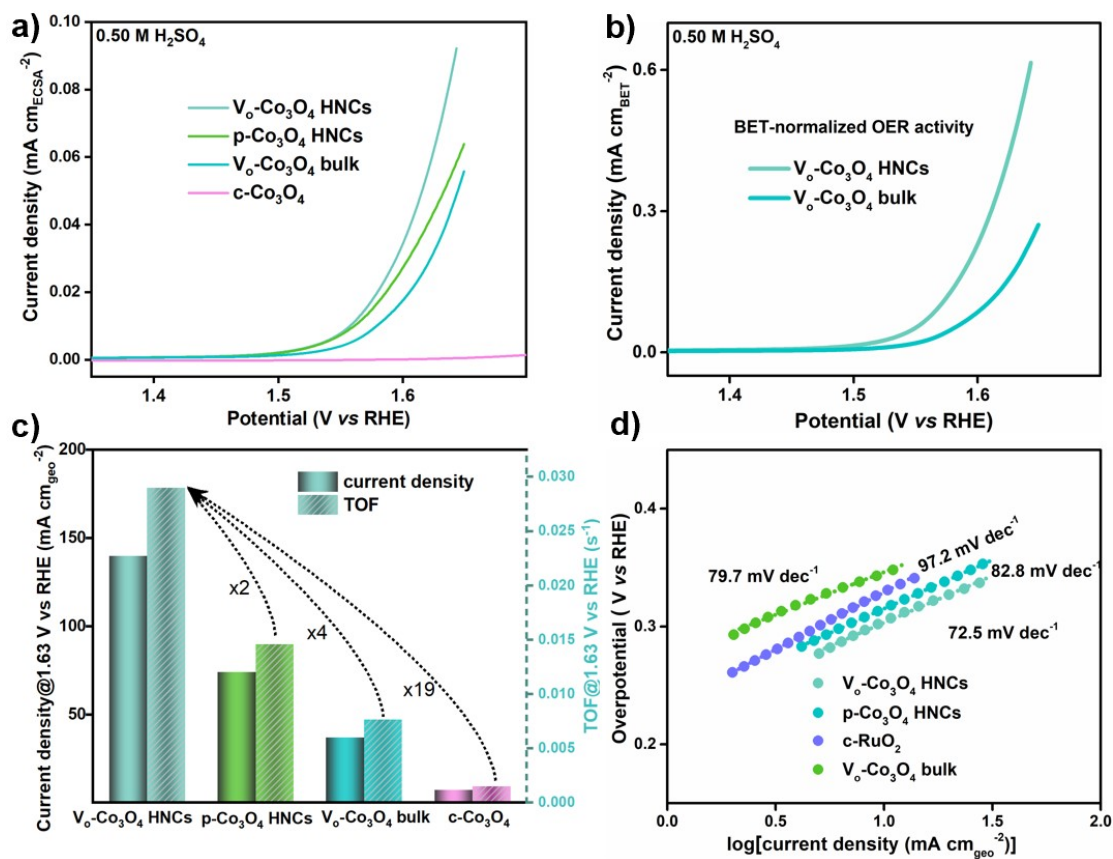 a)
0.50 M H₂SO₄
Current density (mA cm_ECSA⁻²)
0.10
0.08
0.06
0.04
0.02
0.00
Vₒ-Co₃O₄ HNCs
p-Co₃O₄ HNCs
Vₒ-Co₃O₄ bulk
c-Co₃O₄
1.4
1.5
1.6
Potential (V vs RHE)
b)
0.50 M H₂SO₄
Current density (mA cm_BET⁻²)
0.6
0.3
0.0
BET-normalized OER activity
Vₒ-Co₃O₄ HNCs
Vₒ-Co₃O₄ bulk
1.4
1.5
1.6
Potential (V vs RHE)
c)
Current density@1.63 V vs RHE (mA cm_geo⁻²)
200
150
100
50
current density
TOF
x2
x4
x19
0.030
0.025
0.020
0.015
0.010
0.005
0.000
TOF@1.63 V vs RHE (s⁻¹)
Vₒ-Co₃O₄ HNCs
p-Co₃O₄ HNCs
Vₒ-Co₃O₄ bulk
c-Co₃O₄
d)
Overpotential ( V vs RHE)
0.4
0.3
0.2
79.7 mV dec⁻¹
97.2 mV dec⁻¹
82.8 mV dec⁻¹
72.5 mV dec⁻¹
Vₒ-Co₃O₄ HNCs
p-Co₃O₄ HNCs
c-RuO₂
Vₒ-Co₃O₄ bulk
0.0
0.5
1.0
1.5
2.0
log[current density (mA cm_geo⁻²)]